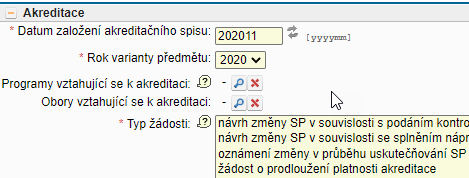 Akreditace
* Datum založení akreditačního spisu: 202011 [yyyymm]
* Rok varianty předmětu: 2020
Programy vztahující se k akreditaci: -
Obory vztahující se k akreditaci: -
* Typ žádosti: návrh změny SP v souvislosti s podáním kontro
návrh změny SP v souvislosti se splněním nápr
oznámení změny v průběhu uskutečňování SP
žádost o prodloužení platnosti akreditace